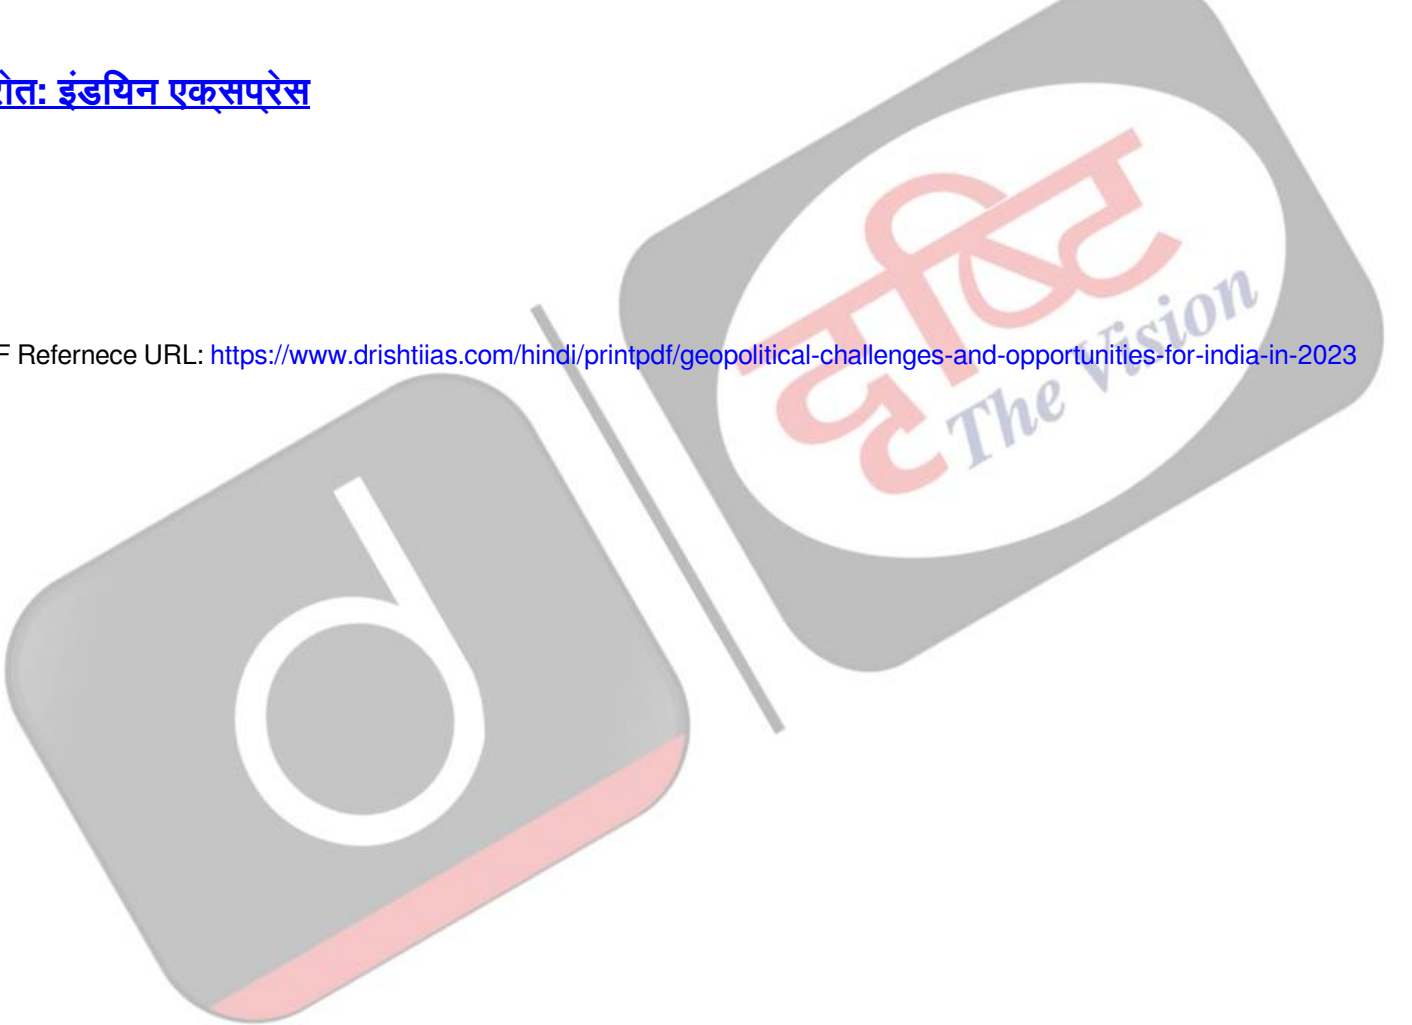 रोत: इंडियन एक्सप्रेस
F Refernece URL: https://www.drishtiias.com/hindi/printpdf/geopolitical-challenges-and-opportunities-for-india-in-2023
दृष्टि
The Vision
d